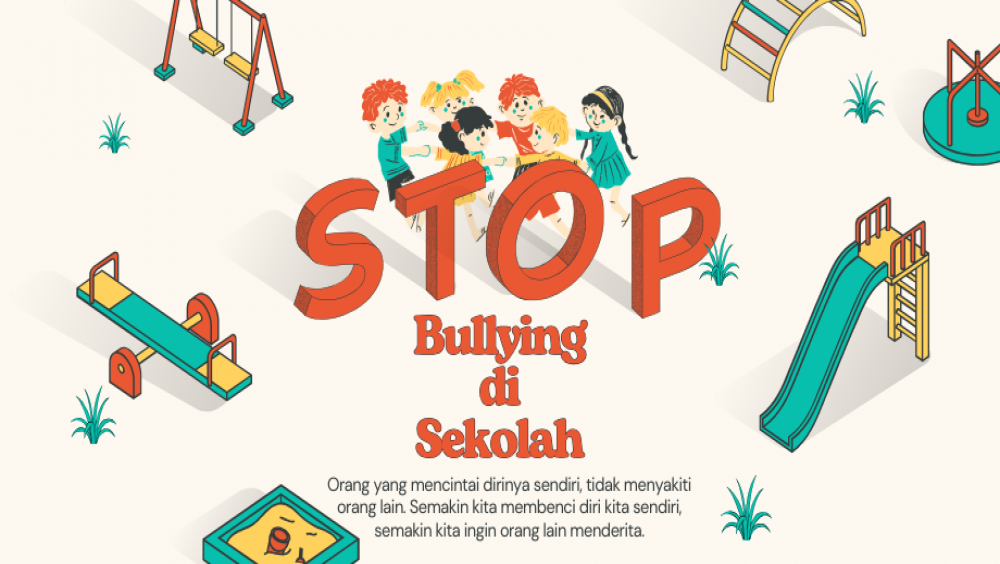 STOP
Bullying
di
Sekolah
Orang yang mencintai dirinya sendiri, tidak menyakiti
orang lain. Semakin kita membenci diri kita sendiri,
semakin kita ingin orang lain menderita.